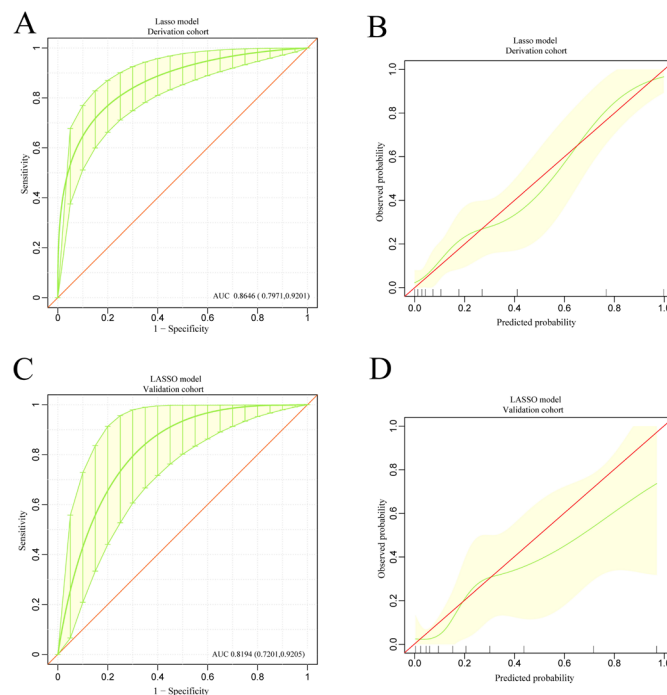 A
Lasso model
Derivation cohort
Sensitivity
0 0.2 0.4 0.6 0.8 1
0 0.2 0.4 0.6 0.8 1
AUC 0.8646 ( 0.7971,0.9201)
1 − Specificity
B
Lasso model
Derivation cohort
Observed probability
0.0 0.2 0.4 0.6 0.8 1.0
0.0 0.2 0.4 0.6 0.8 1.0
Predicted probability
C
LASSO model
Validation cohort
Sensitivity
0 0.2 0.4 0.6 0.8 1
0 0.2 0.4 0.6 0.8 1
AUC 0.8194 (0.7201,0.9205)
1 − Specificity
D
LASSO model
Validation cohort
Observed probability
0.0 0.2 0.4 0.6 0.8 1.0
0.0 0.2 0.4 0.6 0.8 1.0
Predicted probability